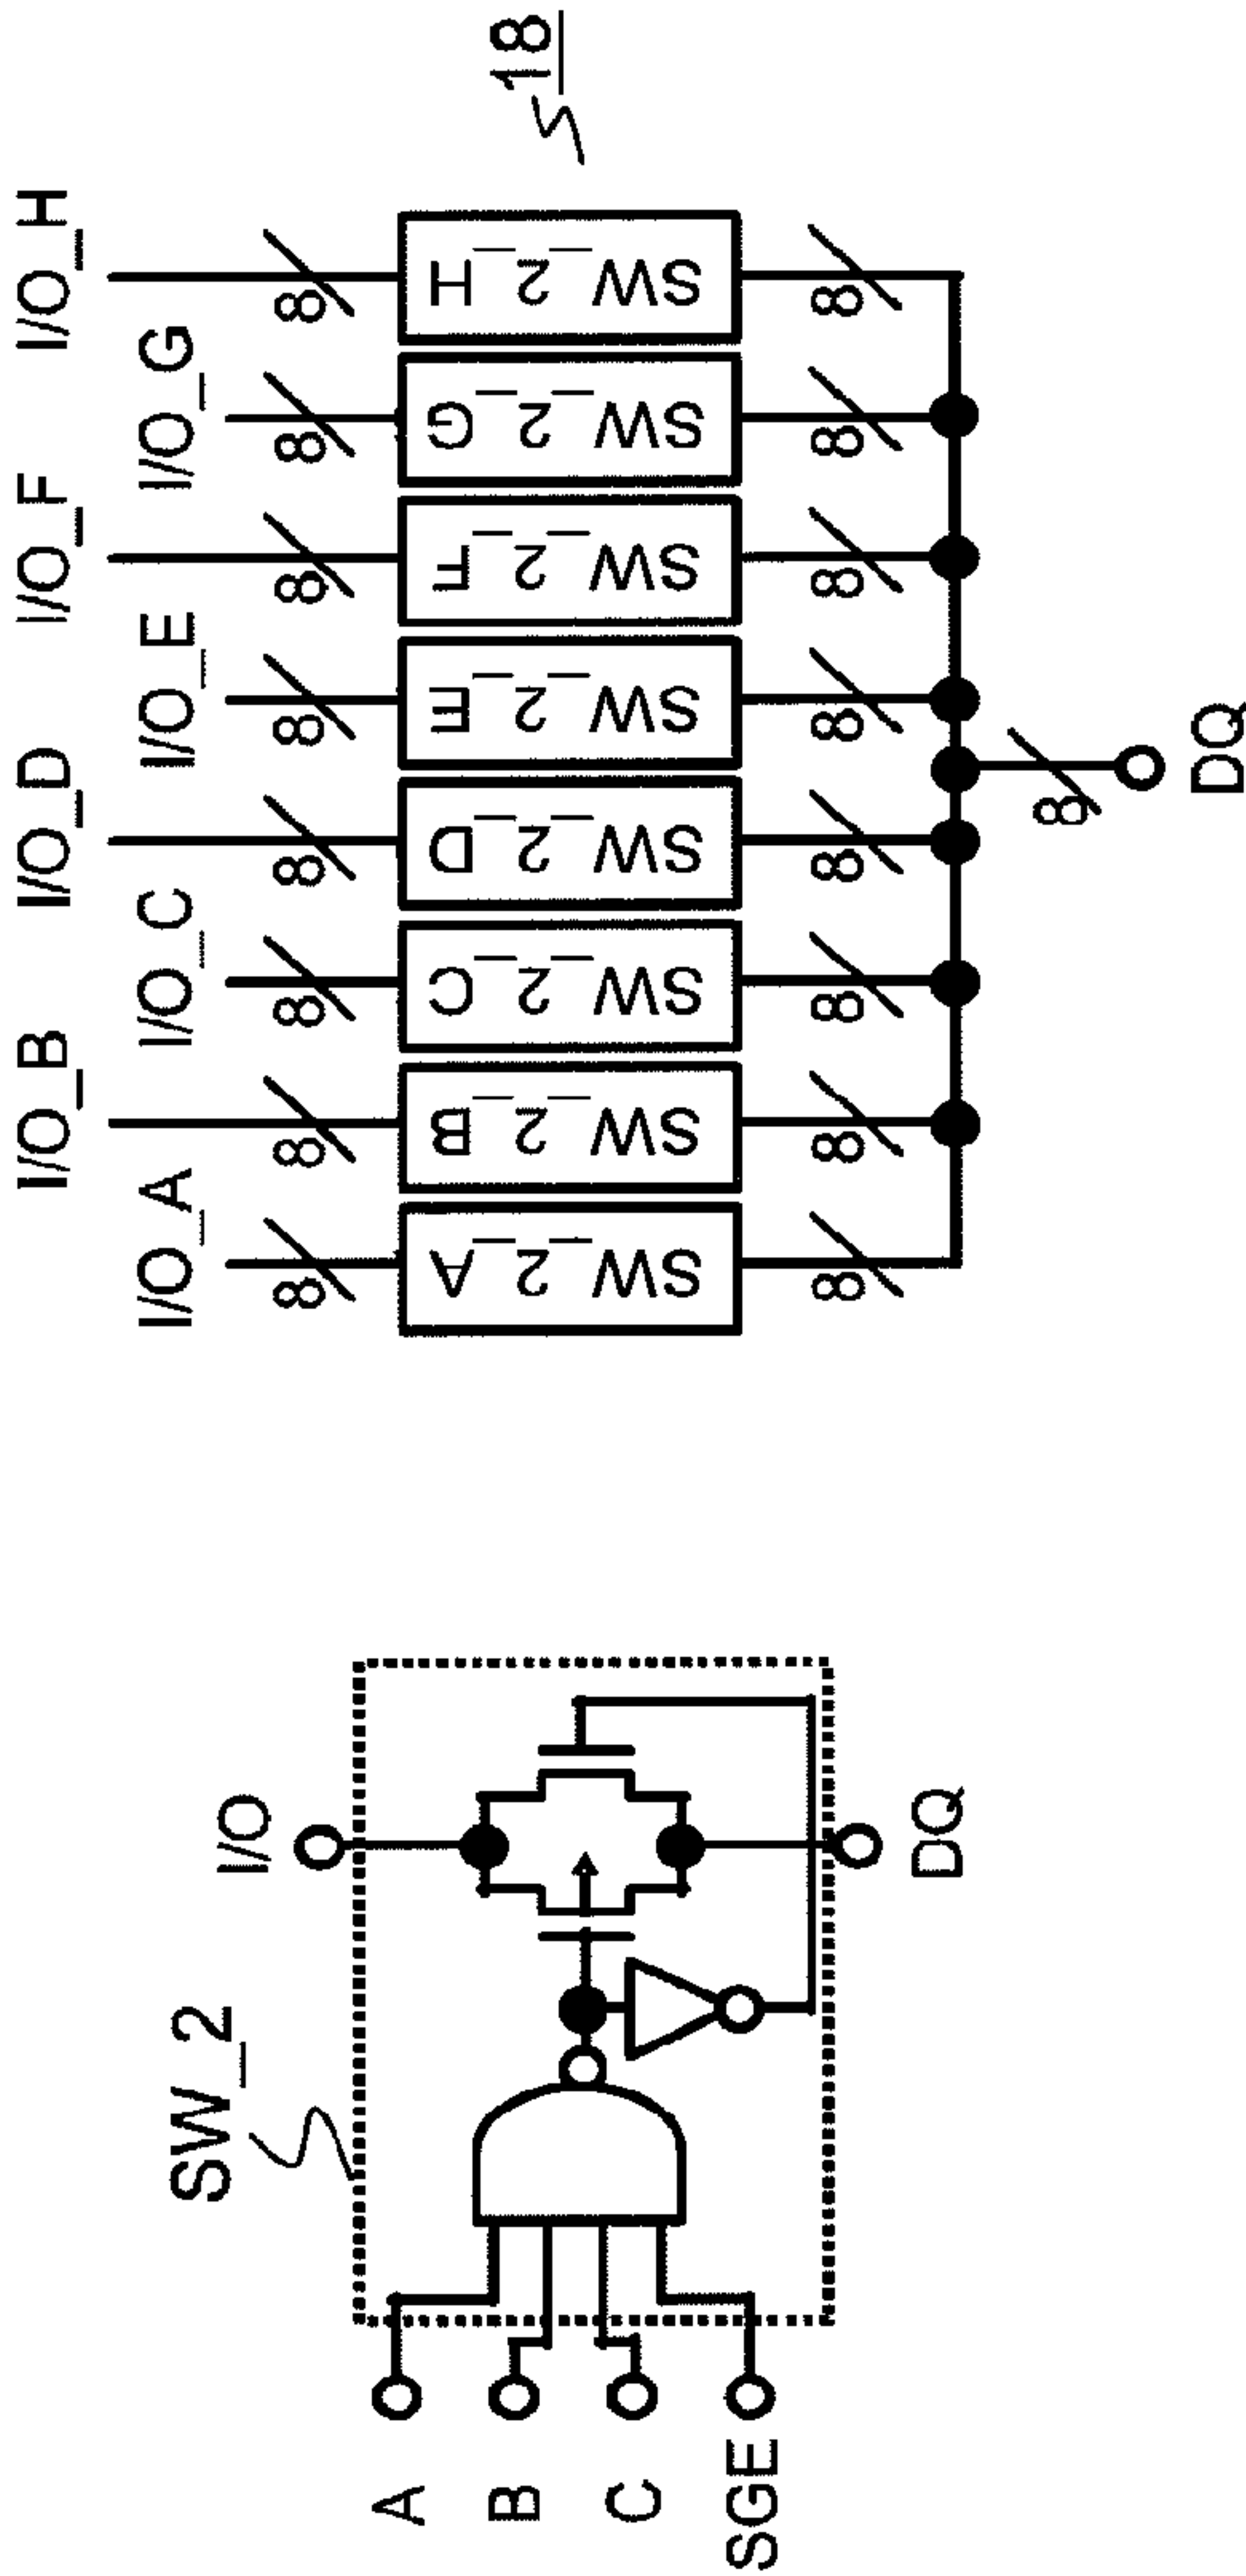 SW_2
I/O
A
B
C
SGE
DQ
I/O_B
I/O_D
I/O_F
I/O_H
I/O_A
I/O_C
I/O_E
I/O_G
18
8
8
8
8
8
8
8
8
SW_2_A
SW_2_B
SW_2_C
SW_2_D
SW_2_E
SW_2_F
SW_2_G
SW_2_H
8
8
8
8
8
8
8
8
8
DQ